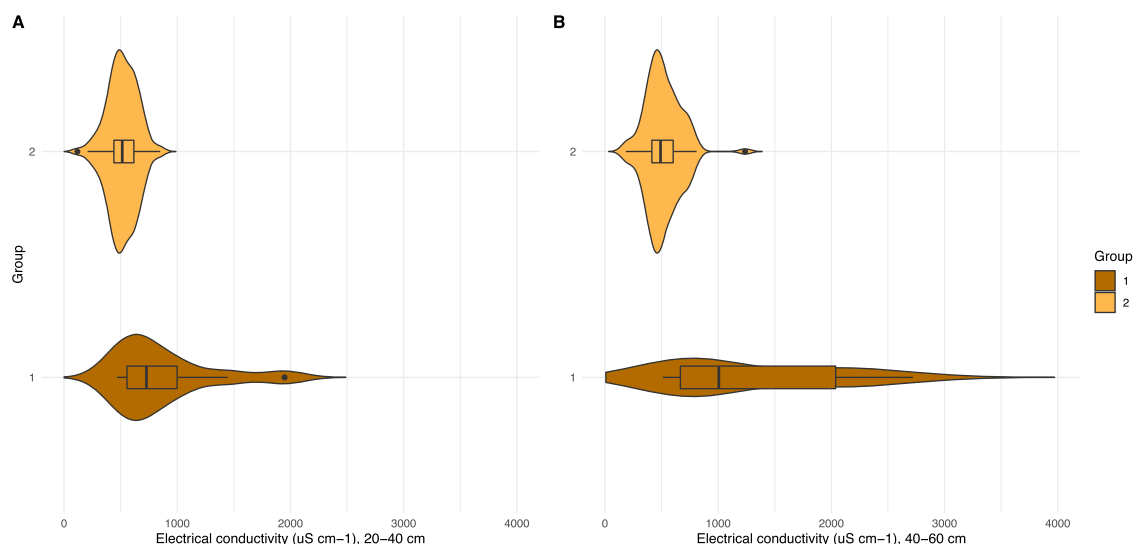 A
B
2
1
Group
0 1000 2000 3000 4000
Electrical conductivity (uS cm−1), 20−40 cm
2
1
0 1000 2000 3000 4000
Electrical conductivity (uS cm−1), 40−60 cm
Group
1
2